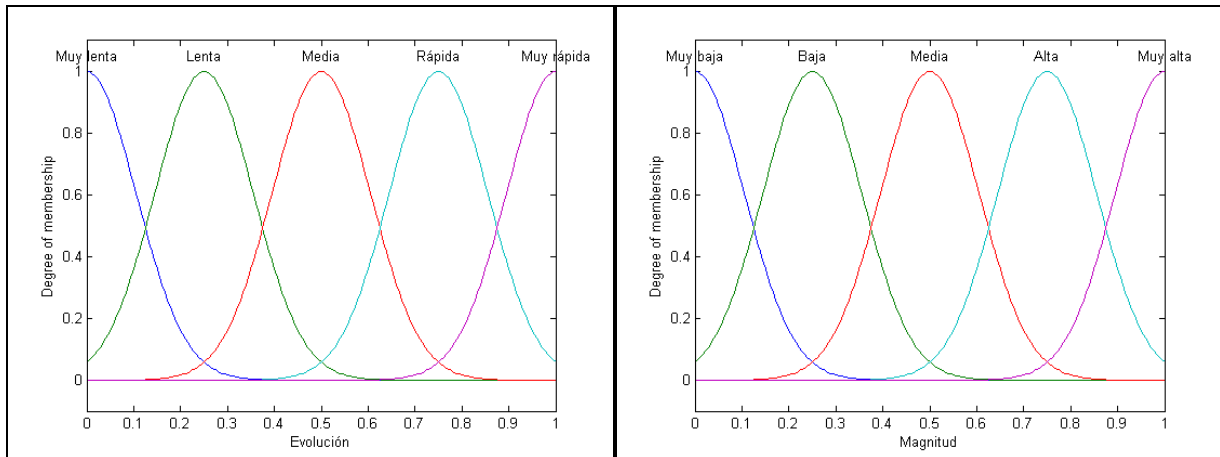 Muy lenta Lenta Media Rápida Muy rápida
1
0.8
0.6
0.4
0.2
0
Degree of membership
0 0.1 0.2 0.3 0.4 0.5 0.6 0.7 0.8 0.9 1
Evolución
Muy baja Baja Media Alta Muy alta
1
0.8
0.6
0.4
0.2
0
Degree of membership
0 0.1 0.2 0.3 0.4 0.5 0.6 0.7 0.8 0.9 1
Magnitud